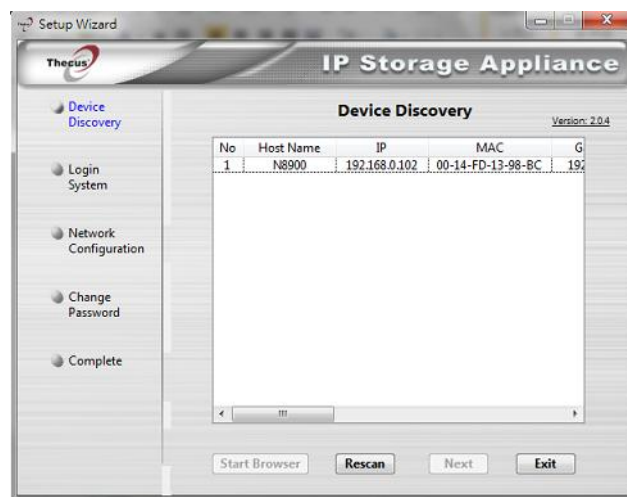 Setup Wizard
Thecus
IP Storage Appliance
Device Discovery
Version: 2.0.4
Device
Discovery
Login
System
Network
Configuration
Change
Password
Complete
No Host Name IP MAC G
1 N8900 192.168.0.102 00-14-FD-13-98-BC 192
Start Browser Rescan Next Exit